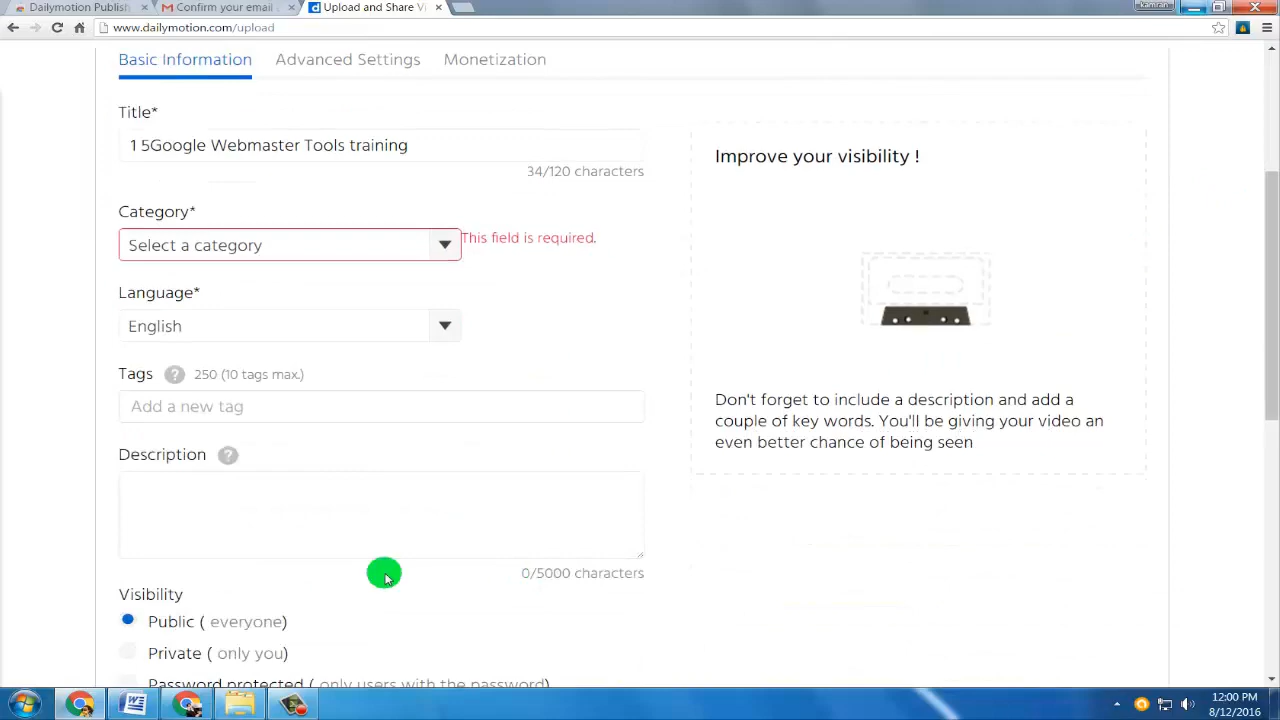 Dailymotion Publish
Confirm your email
Upload and Share Vi
kamran
www.dailymotion.com/upload
Basic Information
Advanced Settings
Monetization
Title*
1 5Google Webmaster Tools training
34/120 characters
Improve your visibility !
Category*
Select a category
This field is required.
Language*
English
Tags ? 250 (10 tags max.)
Add a new tag
Don't forget to include a description and add a
couple of key words. You'll be giving your video an
even better chance of being seen
Description ?
0/5000 characters
Visibility
Public ( everyone)
Private ( only you)
Password protected ( only users with the password)
12:00 PM
8/12/2016